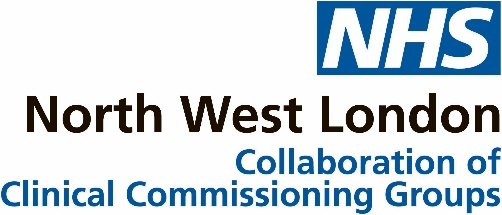 NHS
North West London
Collaboration of
Clinical Commissioning Groups